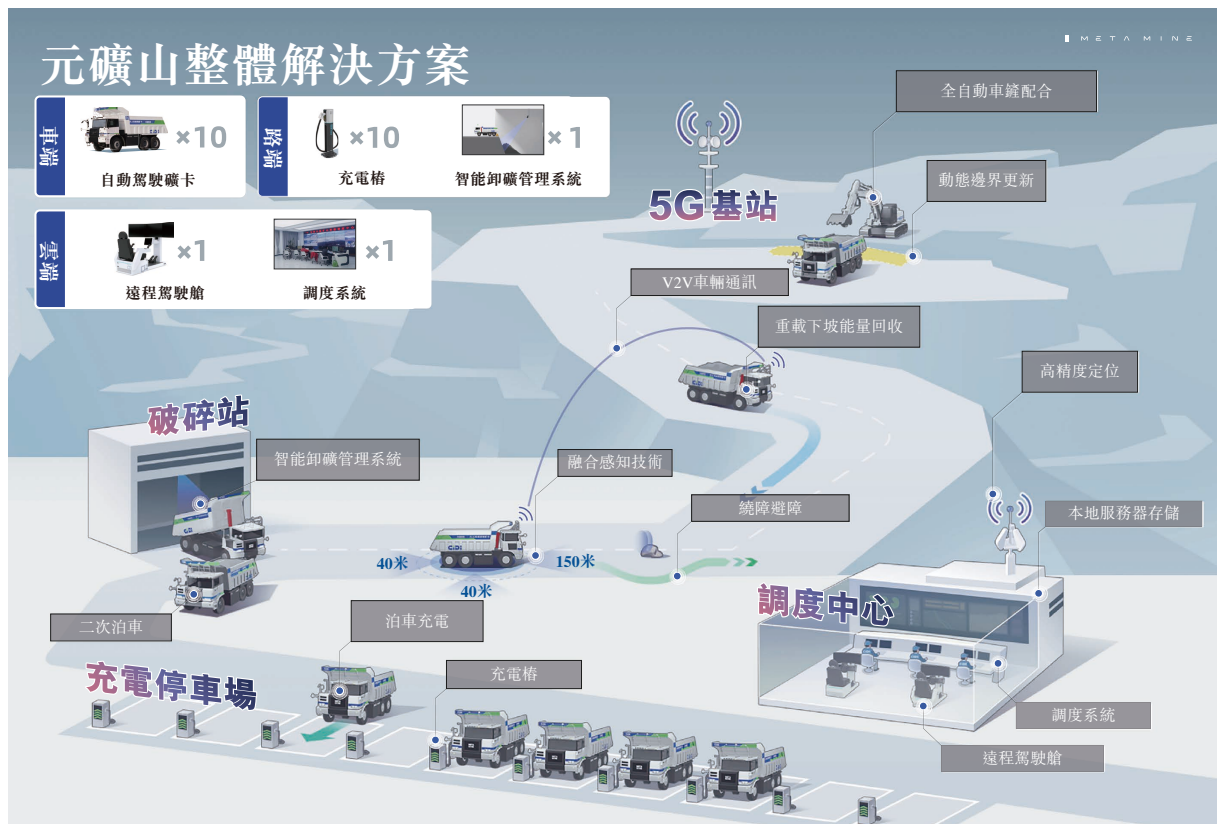 META MINE
元礦山整體解決方案
車端
×10
自動駕駛礦卡
路端
×10
充電樁
×1
智能卸礦管理系統
雲端
×1
遠程駕駛艙
×1
調度系統
5G基站
全自動車鏟配合
動態邊界更新
V2V車輛通訊
重載下坡能量回收
高精度定位
破碎站
智能卸礦管理系統
融合感知技術
繞障避障
本地服務器存儲
CiDi
40米
150米
40米
調度中心
二次泊車
泊車充電
充電停車場
充電樁
調度系統
遠程駕駛艙